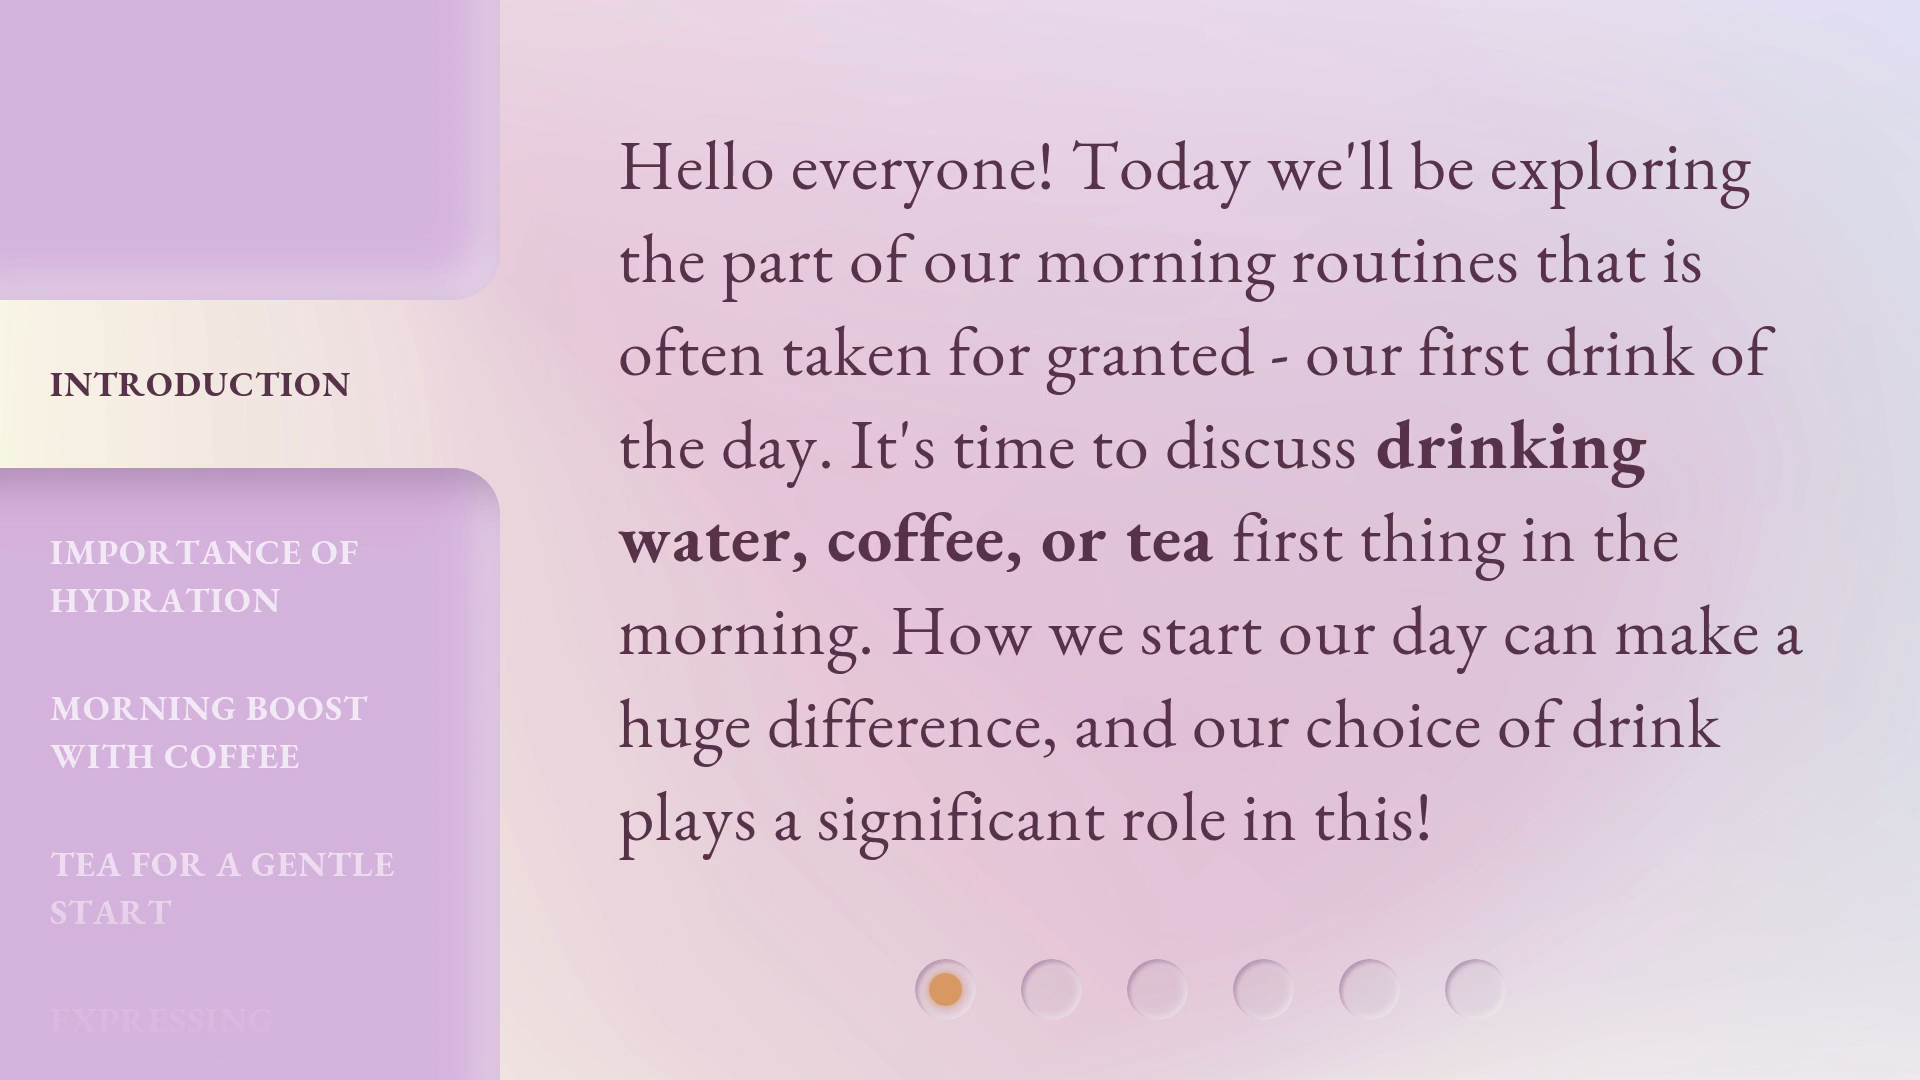 INTRODUCTION
IMPORTANCE OF
HYDRATION
MORNING BOOST
WITH COFFEE
TEA FOR A GENTLE
START
EXPRESSING
Hello everyone! Today we'll be exploring
the part of our morning routines that is
often taken for granted - our first drink of
the day. It's time to discuss drinking
water, coffee, or tea first thing in the
morning. How we start our day can make a
huge difference, and our choice of drink
plays a significant role in this!